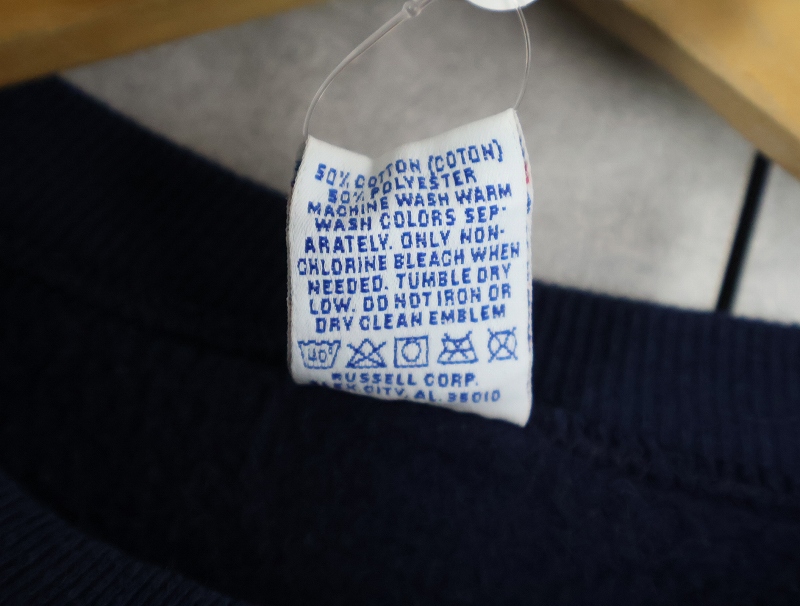 50% COTTON (COTON)
50% POLYESTER
MACHINE WASH WARM
WASH COLORS SEP-
ARATELY. ONLY NON-
CHLORINE BLEACH WHEN
NEEDED. TUMBLE DRY
LOW. DO NOT IRON OR
DRY CLEAN EMBLEM
40°
RUSSELL CORP.
ALEX CITY, AL. 35010